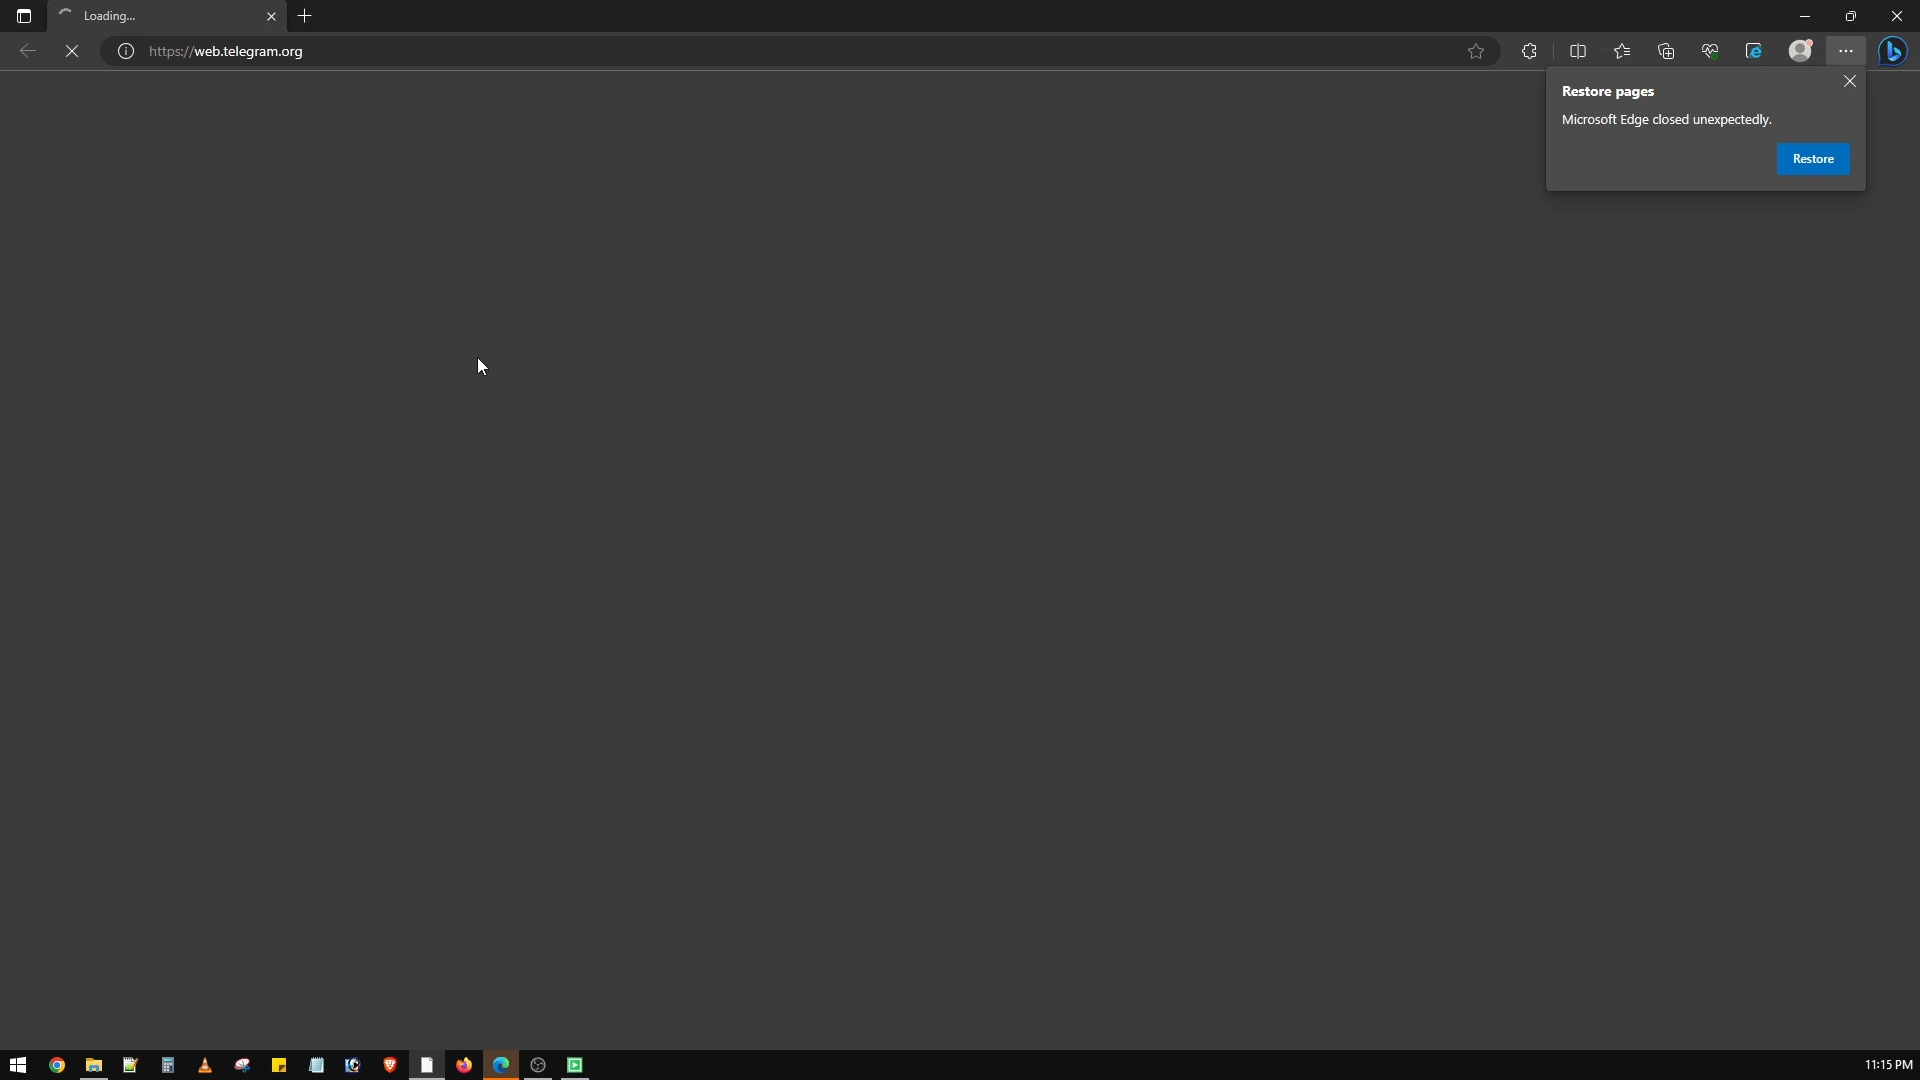 Loading...
https://web.telegram.org
Restore pages
Microsoft Edge closed unexpectedly.
Restore
11:15 PM